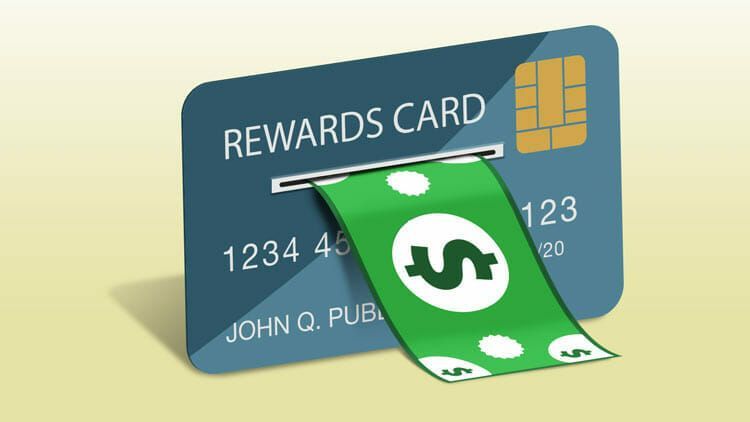 REWARDS CARD
1234 45 123
/20
JOHN Q. PUBL
$
$ $